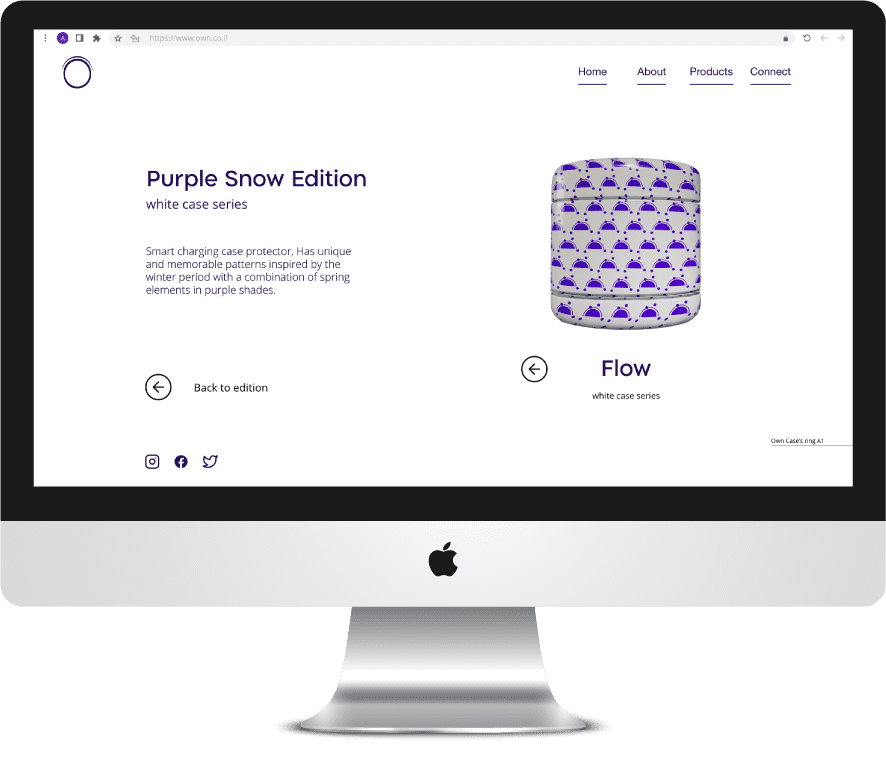 A
https://www.own.co.il
Home About Products Connect
Purple Snow Edition
white case series
Smart charging case protector, Has unique
and memorable patterns inspired by the
winter period with a combination of spring
elements in purple shades.
Flow
white case series
Back to edition
Own Case's ring A1